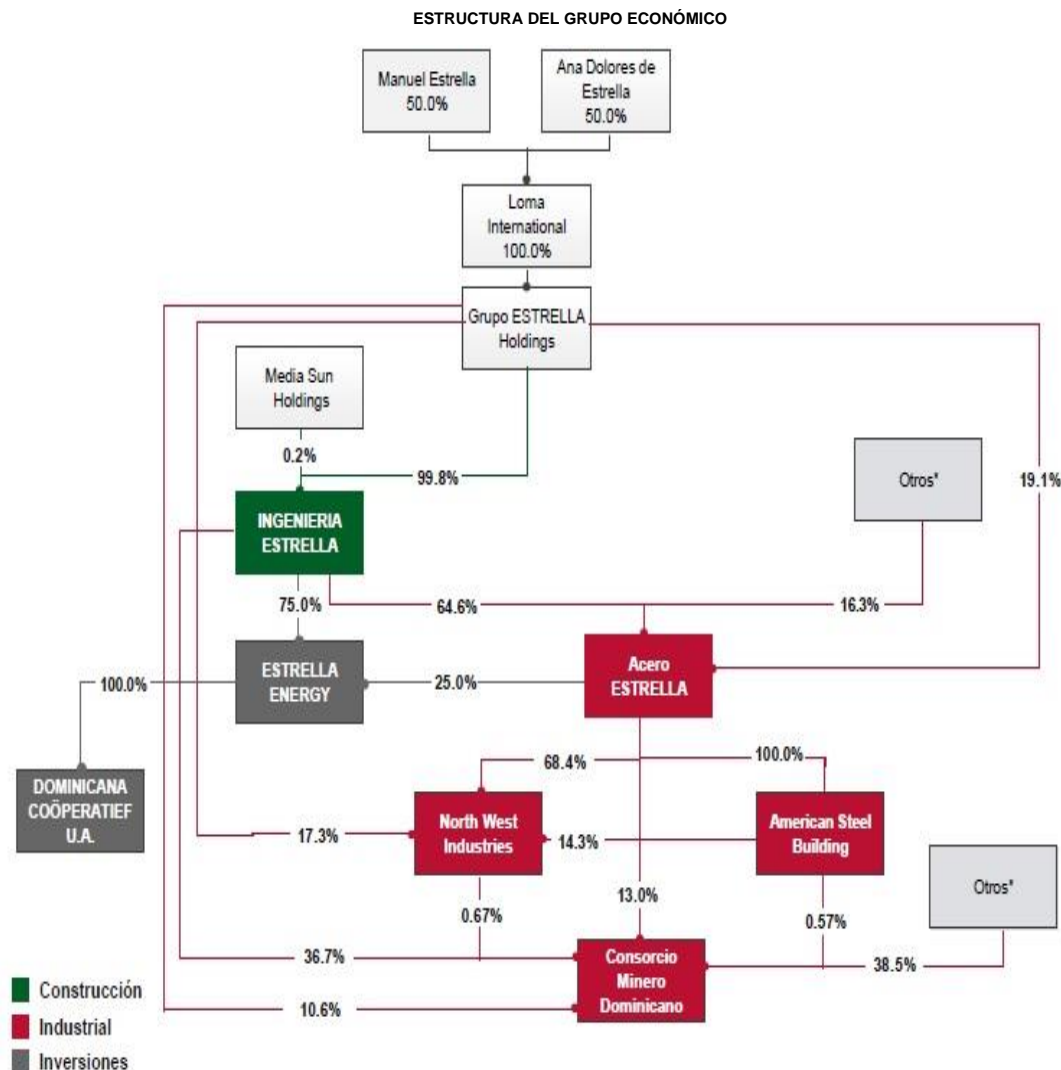 ESTRUCTURA DEL GRUPO ECONÓMICO
Manuel Estrella
50.0%
Ana Dolores de
Estrella
50.0%
Loma
International
100.0%
Grupo ESTRELLA
Holdings
Media Sun
Holdings
0.2%
99.8%
Otros*
19.1%
INGENIERIA
ESTRELLA
75.0%
64.6%
16.3%
ESTRELLA
ENERGY
Acero
ESTRELLA
100.0%
25.0%
68.4%
100.0%
DOMINICANA
COÖPERATIEF
U.A.
North West
Industries
American Steel
Building
17.3%
14.3%
Otros*
13.0%
0.67%
0.57%
36.7%
Consorcio
Minero
Dominicano
38.5%
10.6%
Construcción
Industrial
Inversiones